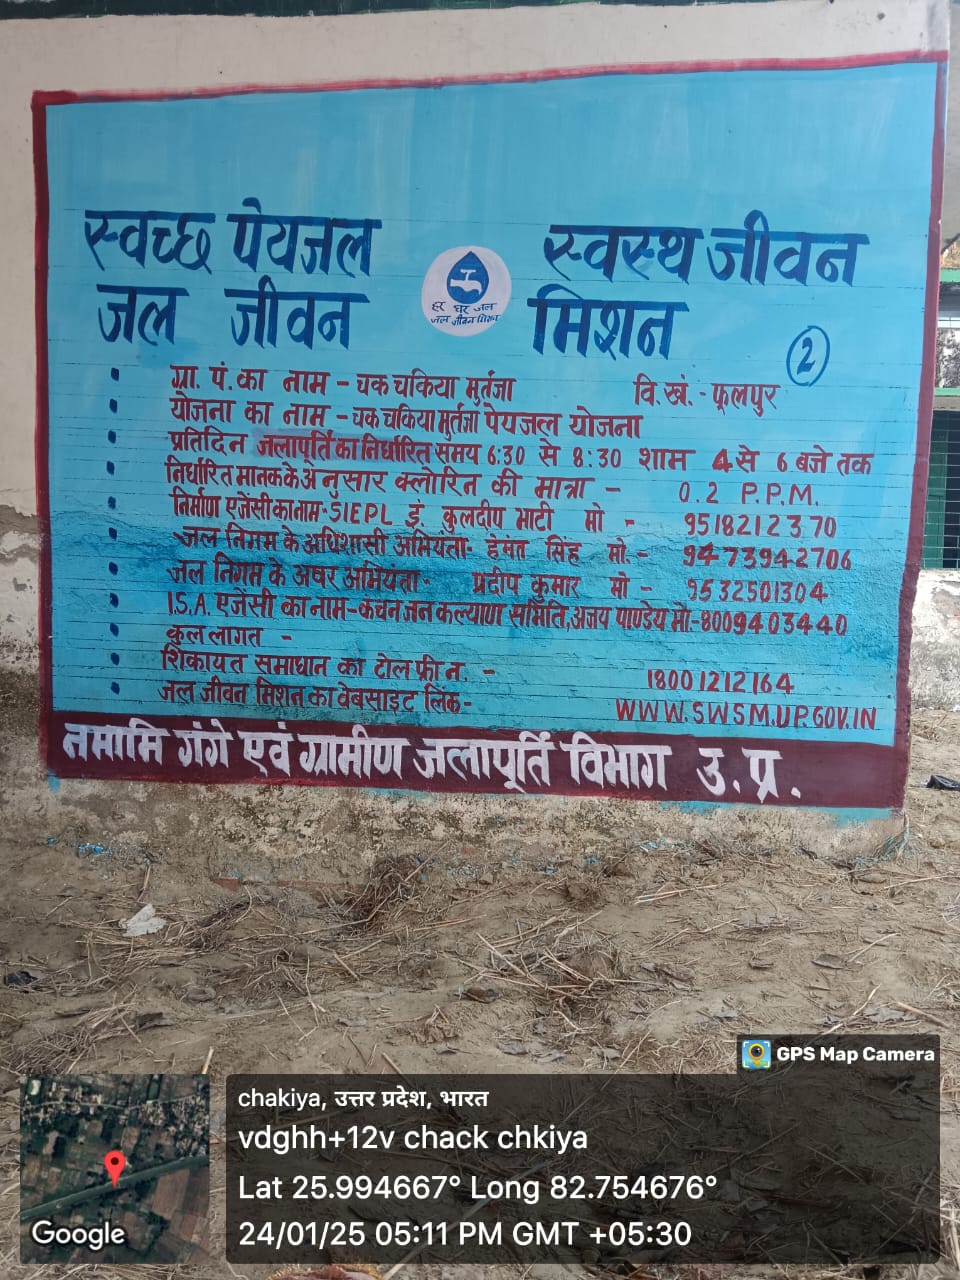 स्वच्छ पेयजल स्वस्थ जीवन
जल जीवन मिशन
हर घर जल
जल जीवन मिशन
2
ग्रा. पं. का नाम - चक चकिया मुर्तजा वि. खं. - फूलपुर
योजना का नाम - चक चकिया मुर्तजा पेयजल योजना
प्रतिदिन जलापूर्ति का निर्धारित समय 6:30 से 8:30 शाम 4 से 6 बजे तक
निर्धारित मानक के अनुसार क्लोरिन की मात्रा - 0.2 P.P.M.
निर्माण एजेंसी का नाम - SIEPL इं. कुलदीप भाटी मो - 9518212370
जल निगम के अधिशासी अभियंता - हेमंत सिंह मो. - 9473942706
जल निगम के अवर अभियंता - प्रदीप कुमार मो - 9532501304
I.S.A. एजेंसी का नाम - कंचन जन कल्याण समिति, अजय पाण्डेय मो. - 8009403440
कुल लागत -
शिकायत समाधान का टोल फ्री न. - 18001212164
जल जीवन मिशन का वेबसाइट लिंक - WWW.SWSM.UP.GOV.IN
नमामि गंगे एवं ग्रामीण जलापूर्ति विभाग उ. प्र.
GPS Map Camera
chakiya, उत्तर प्रदेश, भारत
vdghh+12v chack chkiya
Lat 25.994667° Long 82.754676°
24/01/25 05:11 PM GMT +05:30
Google